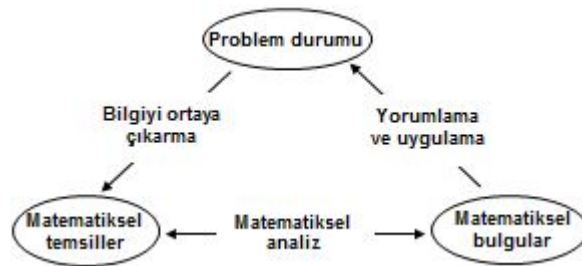 Problem durumu
Bilgiyi ortaya
çıkarma
Yorumlama
ve uygulama
Matematiksel
temsiller
Matematiksel
analiz
Matematiksel
bulgular